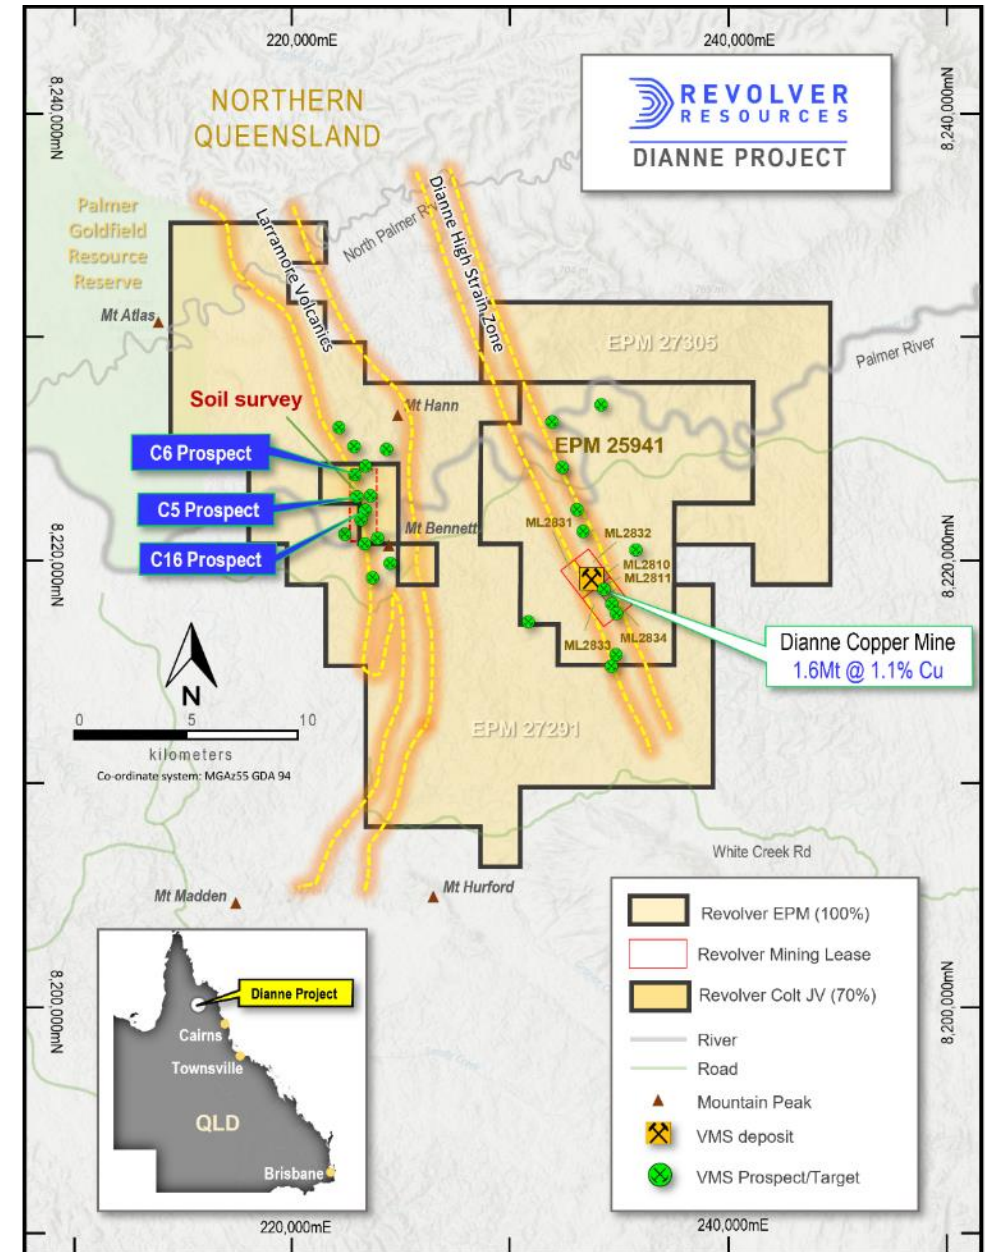 220,000mE
240,000mE
8,240,000mN
8,240,000mN
NORTHERN
QUEENSLAND
REVOLVER
RESOURCES
DIANNE PROJECT
Palmer
Goldfield
Resource
Reserve
Larramore Volcanics
North Palmer R
Dianne High Strain Zone
Mt Atlas
EPM 27305
Palmer River
Soil survey
Mt Hann
C6 Prospect
EPM 25941
C5 Prospect
ML2831
ML2832
Mt Bennett
C16 Prospect
8,220,000mN
8,220,000mN
ML2810
ML2811
ML2833
ML2834
Dianne Copper Mine
1.6Mt @ 1.1% Cu
N
0 5 10
kilometers
Co-ordinate system: MGAz55 GDA 94
EPM 27291
White Creek Rd
Mt Madden
Mt Hurford
8,200,000mN
8,200,000mN
Dianne Project
Cairns
Townsville
QLD
Brisbane
Revolver EPM (100%)
Revolver Mining Lease
Revolver Colt JV (70%)
River
Road
Mountain Peak
VMS deposit
VMS Prospect/Target
220,000mE
240,000mE